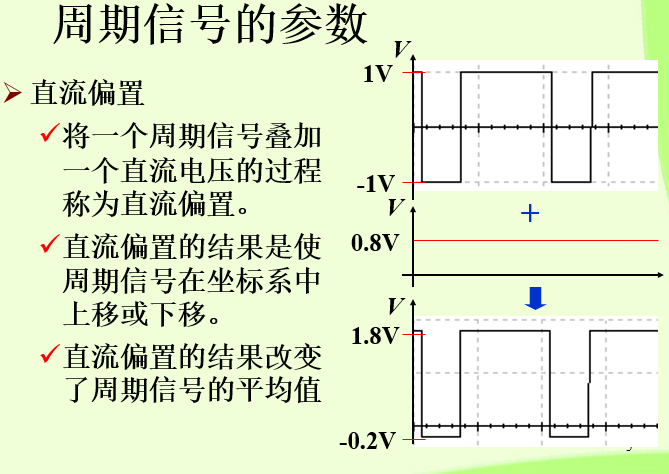 周期信号的参数
直流偏置
将一个周期信号叠加
一个直流电压的过程
称为直流偏置。
直流偏置的结果是使
周期信号在坐标系中
上移或下移。
直流偏置的结果改变
了周期信号的平均值
V
1V
-1V
V
+
0.8V
V
1.8V
-0.2V